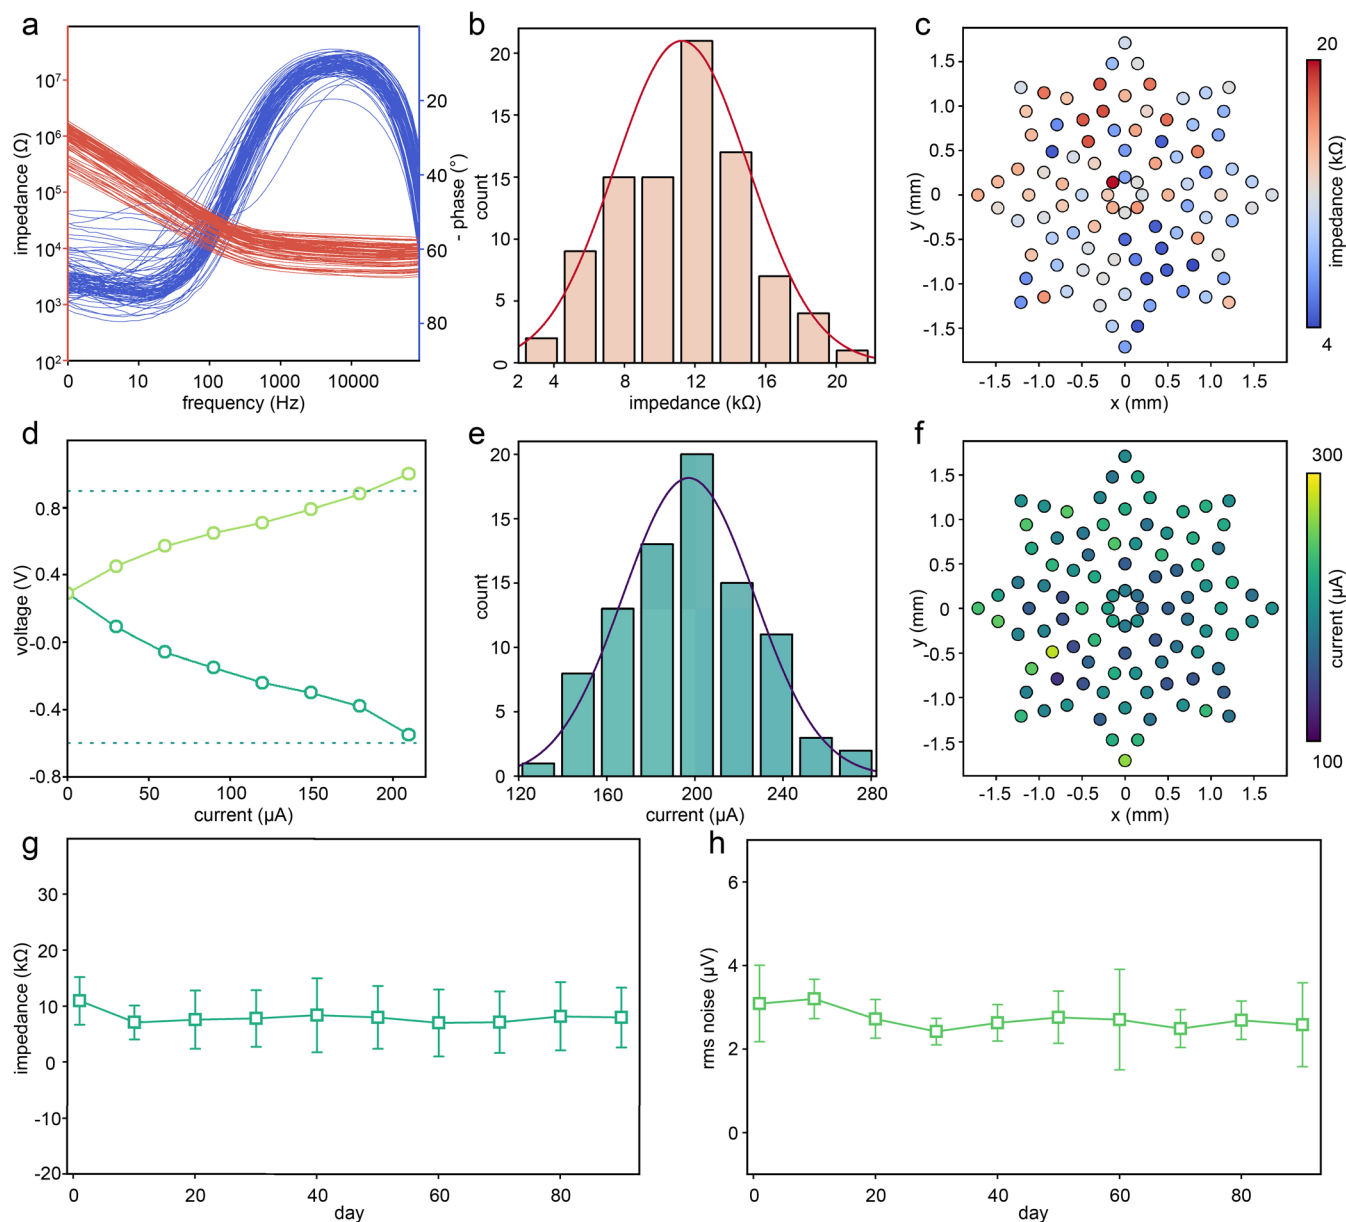 a
impedance (Ω)
10⁷
10⁶
10⁵
10⁴
10³
10²
0 10 100 1000 10000
frequency (Hz)
20
40
60
80
- phase (°)
b
count
20
15
10
5
0
2 4 8 12 16 20
impedance (kΩ)
c
y (mm)
1.5
1.0
0.5
0
-0.5
-1.0
-1.5
-1.5 -1.0 -0.5 0 0.5 1.0 1.5
x (mm)
20
impedance (kΩ)
4
d
voltage (V)
0.8
0.4
-0.0
-0.4
-0.8
0 50 100 150 200
current (µA)
e
count
20
15
10
15
10
5
0
120 160 200 240 280
current (µA)
f
y (mm)
1.5
1.0
0.5
0
-0.5
-1.0
-1.5
-1.5 -1.0 -0.5 0 0.5 1.0 1.5
x (mm)
300
current (µA)
100
g
impedance (kΩ)
30
20
10
0
-10
-20
0 20 40 60 80
day
h
rms noise (µV)
6
4
2
0
0 20 40 60 80
day